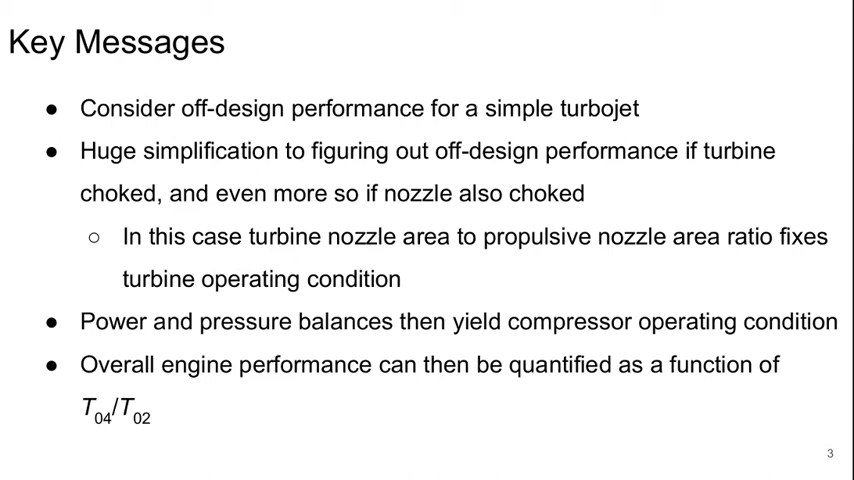 Key Messages
● Consider off-design performance for a simple turbojet
● Huge simplification to figuring out off-design performance if turbine
choked, and even more so if nozzle also choked
○ In this case turbine nozzle area to propulsive nozzle area ratio fixes
turbine operating condition
● Power and pressure balances then yield compressor operating condition
● Overall engine performance can then be quantified as a function of
T04/T02
3